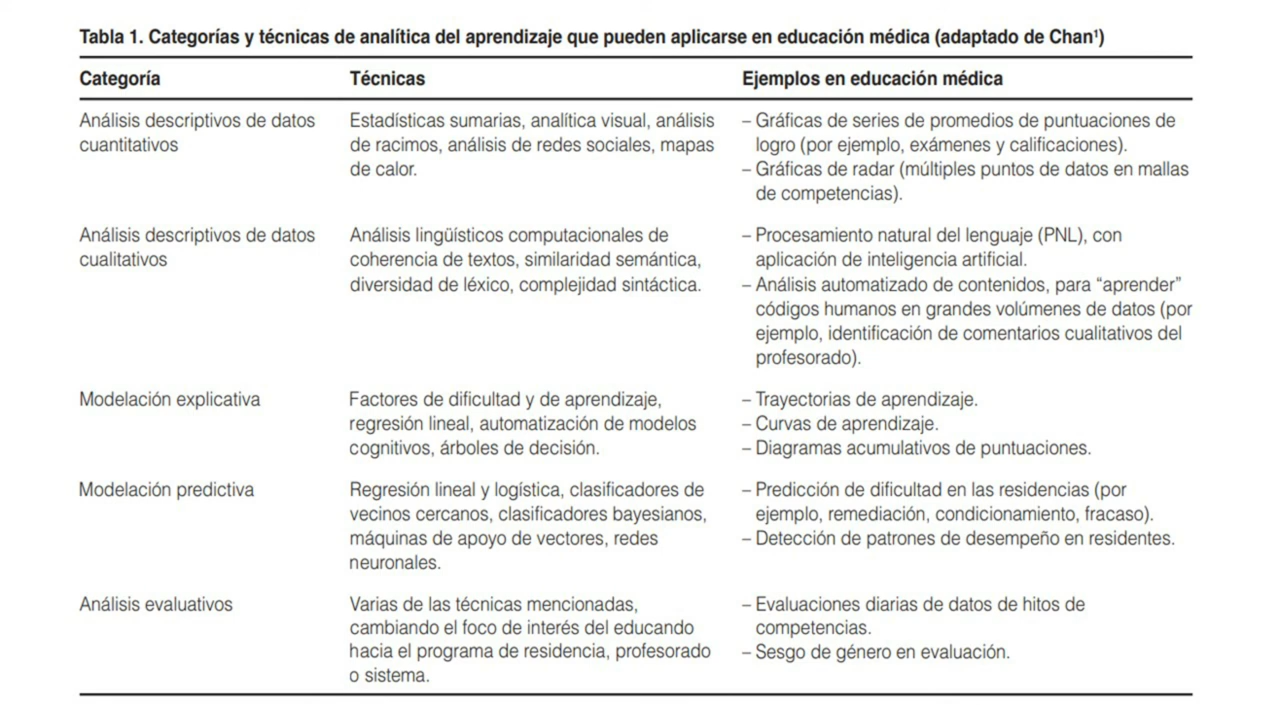 Tabla 1. Categorías y técnicas de analítica del aprendizaje que pueden aplicarse en educación médica (adaptado de Chan¹)
Categoría
Técnicas
Ejemplos en educación médica
Análisis descriptivos de datos
cuantitativos
Estadísticas sumarias, analítica visual, análisis
de racimos, análisis de redes sociales, mapas
de calor.
– Gráficas de series de promedios de puntuaciones de
logro (por ejemplo, exámenes y calificaciones).
– Gráficas de radar (múltiples puntos de datos en mallas
de competencias).
Análisis descriptivos de datos
cualitativos
Análisis lingüísticos computacionales de
coherencia de textos, similaridad semántica,
diversidad de léxico, complejidad sintáctica.
– Procesamiento natural del lenguaje (PNL), con
aplicación de inteligencia artificial.
– Análisis automatizado de contenidos, para “aprender”
códigos humanos en grandes volúmenes de datos (por
ejemplo, identificación de comentarios cualitativos del
profesorado).
Modelación explicativa
Factores de dificultad y de aprendizaje,
regresión lineal, automatización de modelos
cognitivos, árboles de decisión.
– Trayectorias de aprendizaje.
– Curvas de aprendizaje.
– Diagramas acumulativos de puntuaciones.
Modelación predictiva
Regresión lineal y logística, clasificadores de
vecinos cercanos, clasificadores bayesianos,
máquinas de apoyo de vectores, redes
neuronales.
– Predicción de dificultad en las residencias (por
ejemplo, remediación, condicionamiento, fracaso).
– Detección de patrones de desempeño en residentes.
Análisis evaluativos
Varias de las técnicas mencionadas,
cambiando el foco de interés del educando
hacia el programa de residencia, profesorado
o sistema.
– Evaluaciones diarias de datos de hitos de
competencias.
– Sesgo de género en evaluación.